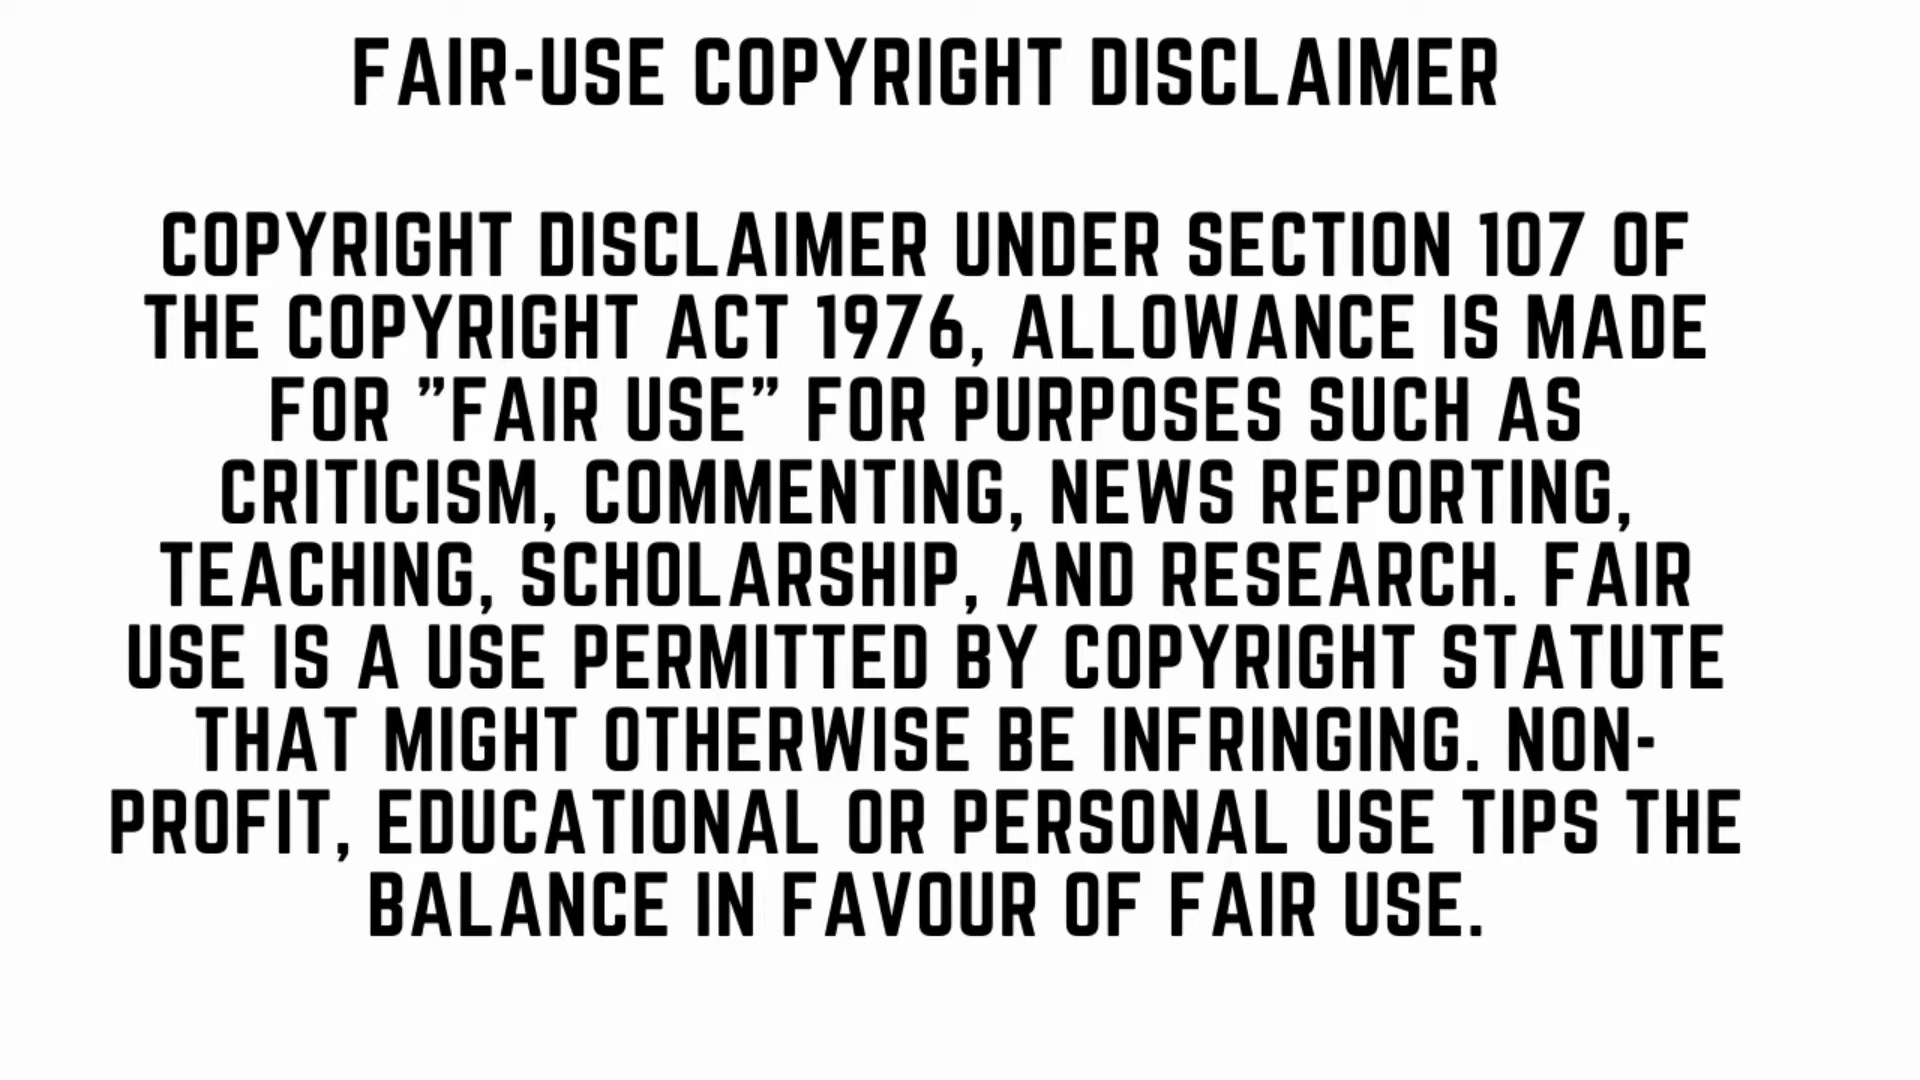 FAIR-USE COPYRIGHT DISCLAIMER
COPYRIGHT DISCLAIMER UNDER SECTION 107 OF
THE COPYRIGHT ACT 1976, ALLOWANCE IS MADE
FOR ”FAIR USE” FOR PURPOSES SUCH AS
CRITICISM, COMMENTING, NEWS REPORTING,
TEACHING, SCHOLARSHIP, AND RESEARCH. FAIR
USE IS A USE PERMITTED BY COPYRIGHT STATUTE
THAT MIGHT OTHERWISE BE INFRINGING. NON-
PROFIT, EDUCATIONAL OR PERSONAL USE TIPS THE
BALANCE IN FAVOUR OF FAIR USE.